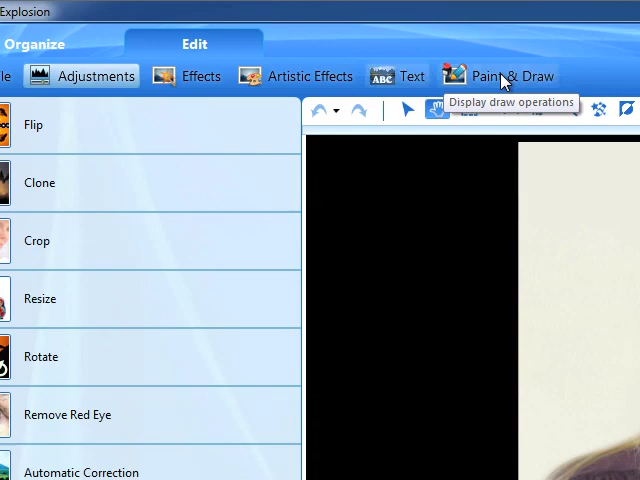 Explosion
Organize Edit
le Adjustments Effects Artistic Effects ABC Text Paint & Draw
Display draw operations
Flip
Clone
Crop
Resize
Rotate
Remove Red Eye
Automatic Correction